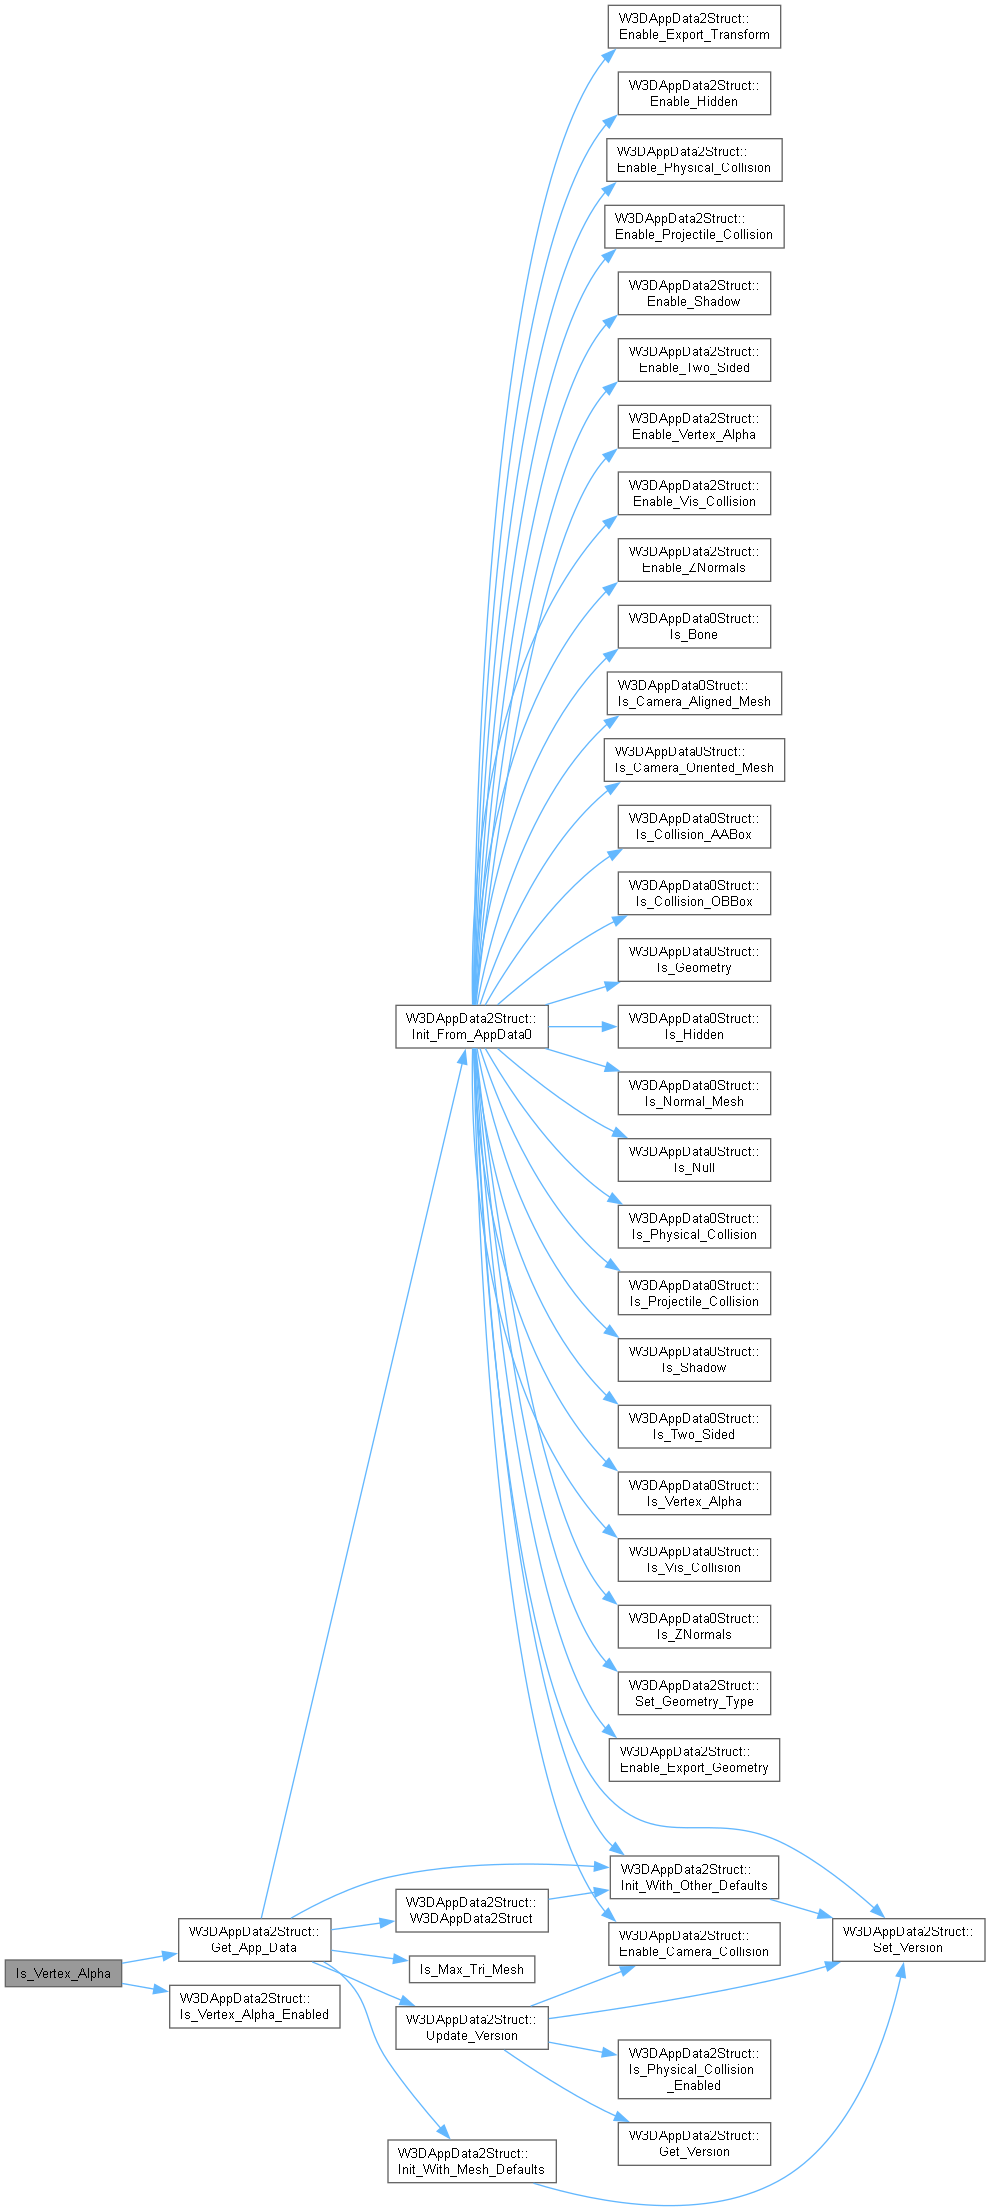 W3DAppData2Struct::
Enable_Export_Transform
W3DAppData2Struct::
Enable_Hidden
W3DAppData2Struct::
Enable_Physical_Collision
W3DAppData2Struct::
Enable_Projectile_Collision
W3DAppData2Struct::
Enable_Shadow
W3DAppData2Struct::
Enable_Two_Sided
W3DAppData2Struct::
Enable_Vertex_Alpha
W3DAppData2Struct::
Enable_Vis_Collision
W3DAppData2Struct::
Enable_ZNormals
W3DAppData0Struct::
Is_Bone
W3DAppData0Struct::
Is_Camera_Aligned_Mesh
W3DAppData0Struct::
Is_Camera_Oriented_Mesh
W3DAppData0Struct::
Is_Collision_AABox
W3DAppData0Struct::
Is_Collision_OBBox
W3DAppData0Struct::
Is_Geometry
W3DAppData2Struct::
Init_From_AppData0
W3DAppData0Struct::
Is_Hidden
W3DAppData0Struct::
Is_Normal_Mesh
W3DAppData0Struct::
Is_Null
W3DAppData0Struct::
Is_Physical_Collision
W3DAppData0Struct::
Is_Projectile_Collision
W3DAppData0Struct::
Is_Shadow
W3DAppData0Struct::
Is_Two_Sided
W3DAppData0Struct::
Is_Vertex_Alpha
W3DAppData0Struct::
Is_Vis_Collision
W3DAppData0Struct::
Is_ZNormals
W3DAppData2Struct::
Set_Geometry_Type
W3DAppData2Struct::
Enable_Export_Geometry
W3DAppData2Struct::
Init_With_Other_Defaults
W3DAppData2Struct::
W3DAppData2Struct
W3DAppData2Struct::
Get_App_Data
W3DAppData2Struct::
Enable_Camera_Collision
W3DAppData2Struct::
Set_Version
Is_Vertex_Alpha
Is_Max_Tri_Mesh
W3DAppData2Struct::
Is_Vertex_Alpha_Enabled
W3DAppData2Struct::
Update_Version
W3DAppData2Struct::
Is_Physical_Collision
_Enabled
W3DAppData2Struct::
Get_Version
W3DAppData2Struct::
Init_With_Mesh_Defaults